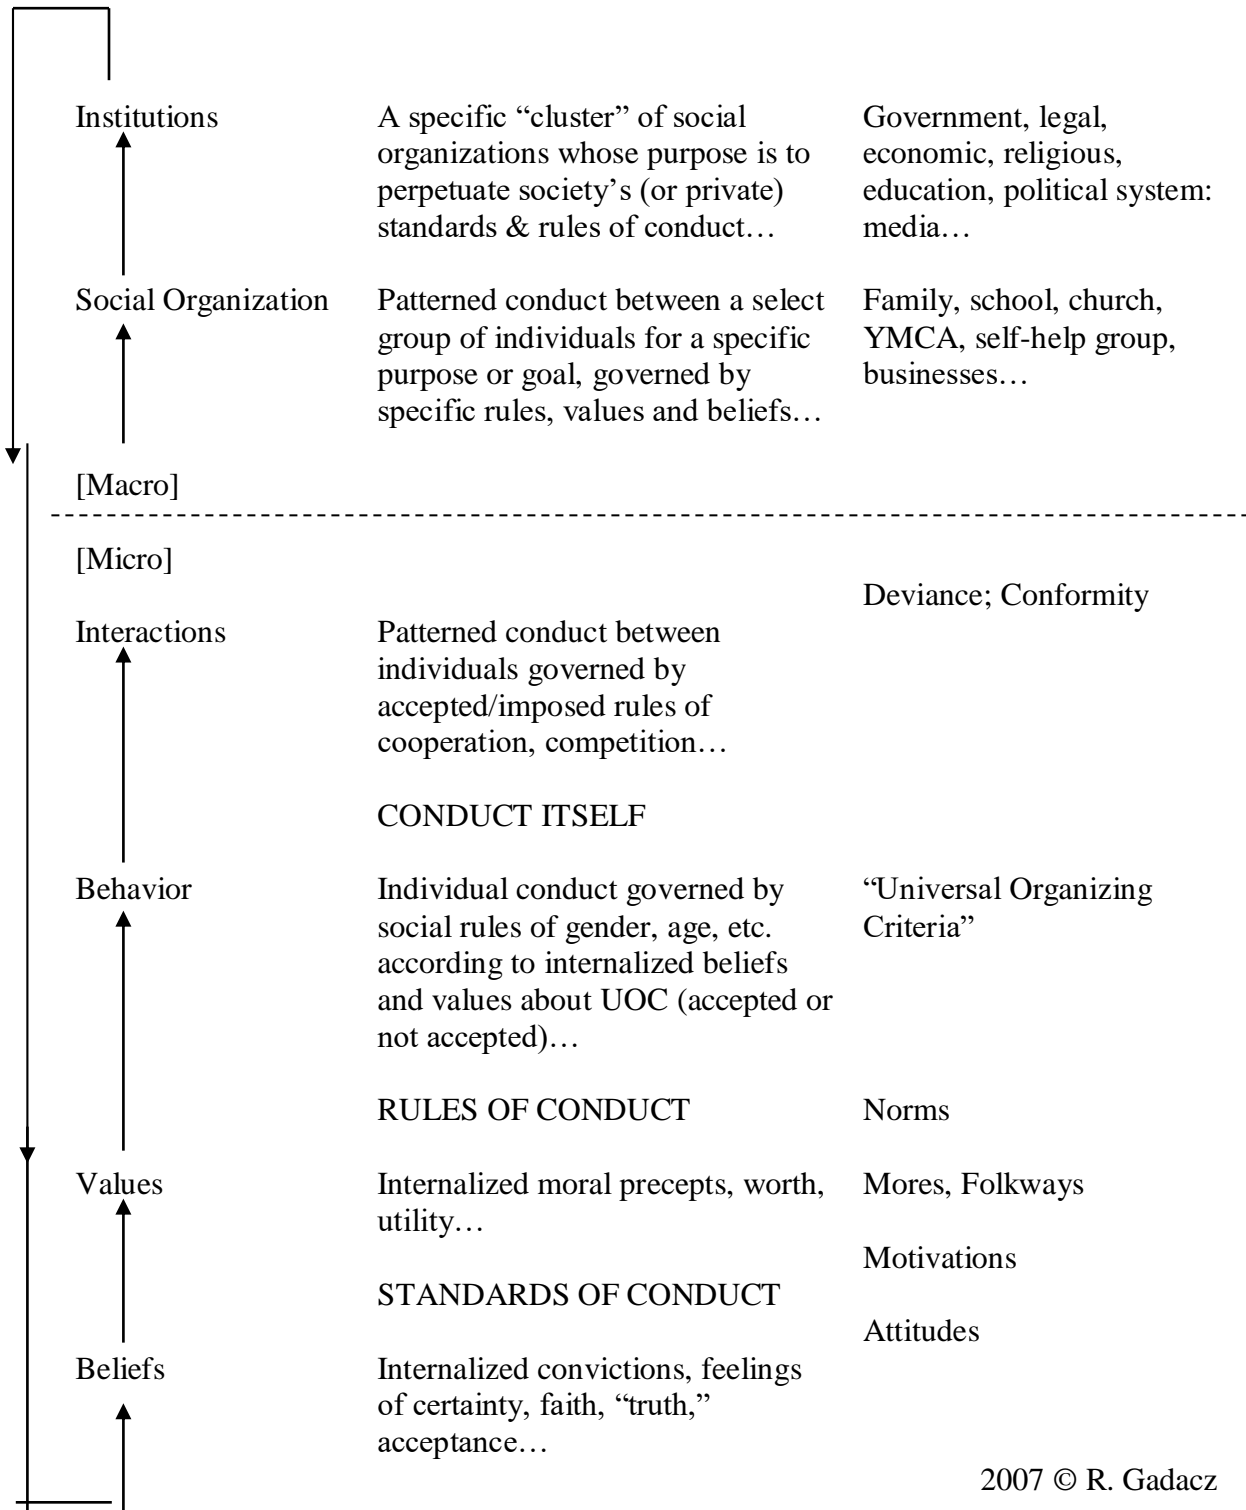 Institutions A specific “cluster” of social Government, legal,
organizations whose purpose is to economic, religious,
perpetuate society’s (or private) education, political system:
standards & rules of conduct… media…
Social Organization Patterned conduct between a select Family, school, church,
group of individuals for a specific YMCA, self-help group,
purpose or goal, governed by businesses…
specific rules, values and beliefs…
[Macro]
[Micro]
Deviance; Conformity
Interactions Patterned conduct between
individuals governed by
accepted/imposed rules of
cooperation, competition…
CONDUCT ITSELF
Behavior Individual conduct governed by “Universal Organizing
social rules of gender, age, etc. Criteria”
according to internalized beliefs
and values about UOC (accepted or
not accepted)…
RULES OF CONDUCT Norms
Values Internalized moral precepts, worth, Mores, Folkways
utility…
Motivations
STANDARDS OF CONDUCT
Attitudes
Beliefs Internalized convictions, feelings
of certainty, faith, “truth,”
acceptance…
2007 © R. Gadacz